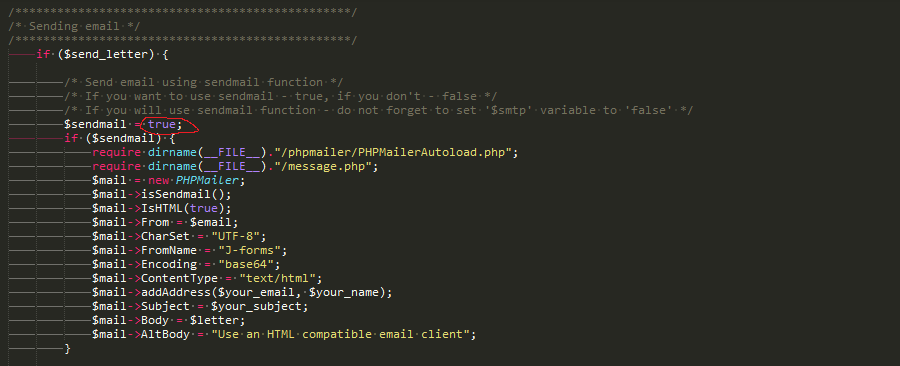 /************************************************/
/* Sending email */
/************************************************/
if ($send_letter) {
/* Send email using sendmail function */
/* If you want to use sendmail - true, if you don't - false */
/* If you will use sendmail function - do not forget to set '$smtp' variable to 'false' */
$sendmail = true;
if ($sendmail) {
require dirname(__FILE__)."/phpmailer/PHPMailerAutoload.php";
require dirname(__FILE__)."/message.php";
$mail = new PHPMailer;
$mail->isSendmail();
$mail->IsHTML(true);
$mail->From = $email;
$mail->CharSet = "UTF-8";
$mail->FromName = "J-forms";
$mail->Encoding = "base64";
$mail->ContentType = "text/html";
$mail->addAddress($your_email, $your_name);
$mail->Subject = $your_subject;
$mail->Body = $letter;
$mail->AltBody = "Use an HTML compatible email client";
}